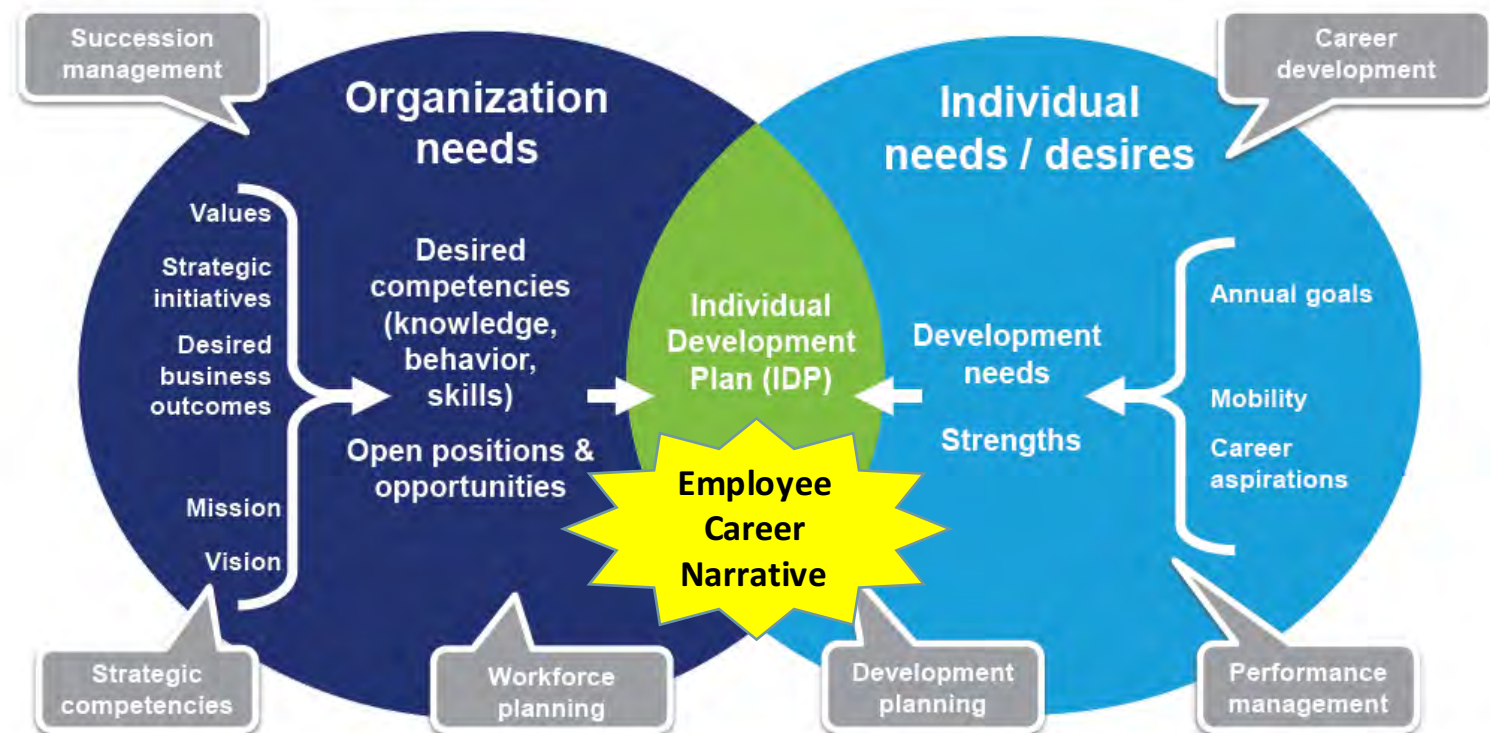 Succession
management
Career
development
Organization
needs
Individual
needs / desires
Values
Strategic
initiatives
Desired
business
outcomes
Mission
Vision
Desired
competencies
(knowledge,
behavior,
skills)
Open positions &
opportunities
Individual
Development
Plan (IDP)
Employee
Career
Narrative
Development
needs
Strengths
Annual goals
Mobility
Career
aspirations
Strategic
competencies
Workforce
planning
Development
planning
Performance
management